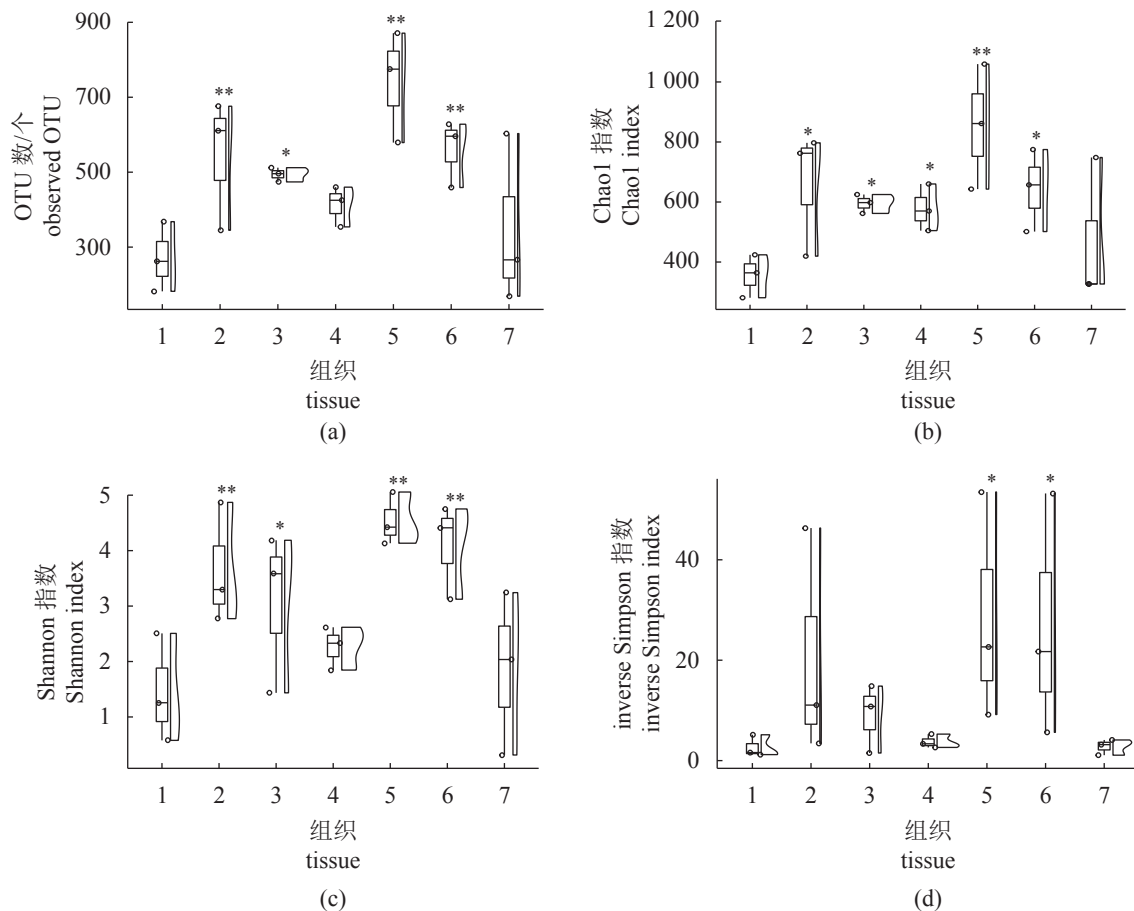 900
700
500
300
OTU 数/个
observed OTU
**
**
*
**
**
1 2 3 4 5 6 7
组织
tissue
(a)
1 200
1 000
800
600
400
Chao1 指数
Chao1 index
*
*
*
**
*
1 2 3 4 5 6 7
组织
tissue
(b)
5
4
3
2
1
Shannon 指数
Shannon index
**
*
**
**
1 2 3 4 5 6 7
组织
tissue
(c)
40
20
0
inverse Simpson 指数
inverse Simpson index
*
*
1 2 3 4 5 6 7
组织
tissue
(d)